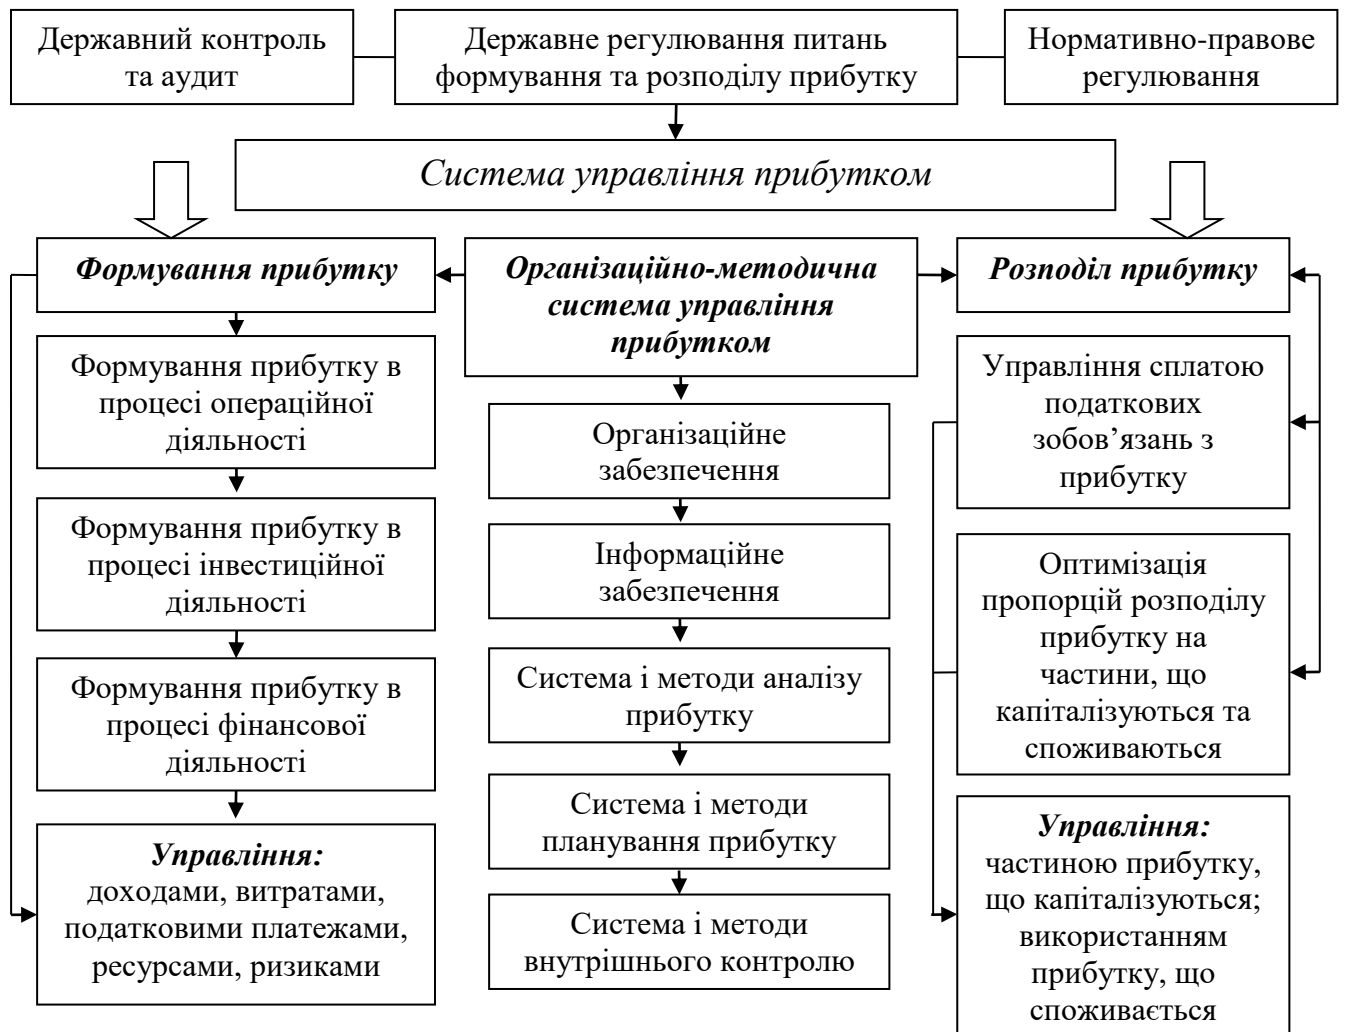 Державний контроль
та аудит
Державне регулювання питань
формування та розподілу прибутку
Нормативно-правове
регулювання
Система управління прибутком
Формування прибутку
Формування прибутку в
процесі операційної
діяльності
Формування прибутку в
процесі інвестиційної
діяльності
Формування прибутку в
процесі фінансової
діяльності
Управління:
доходами, витратами,
податковими платежами,
ресурсами, ризиками
Організаційно-методична
система управління
прибутком
Організаційне
забезпечення
Інформаційне
забезпечення
Система і методи аналізу
прибутку
Система і методи
планування прибутку
Система і методи
внутрішнього контролю
Розподіл прибутку
Управління сплатою
податкових
зобов’язань з
прибутку
Оптимізація
пропорцій розподілу
прибутку на
частини, що
капіталізуються та
споживаються
Управління:
частиною прибутку,
що капіталізуються;
використанням
прибутку, що
споживається